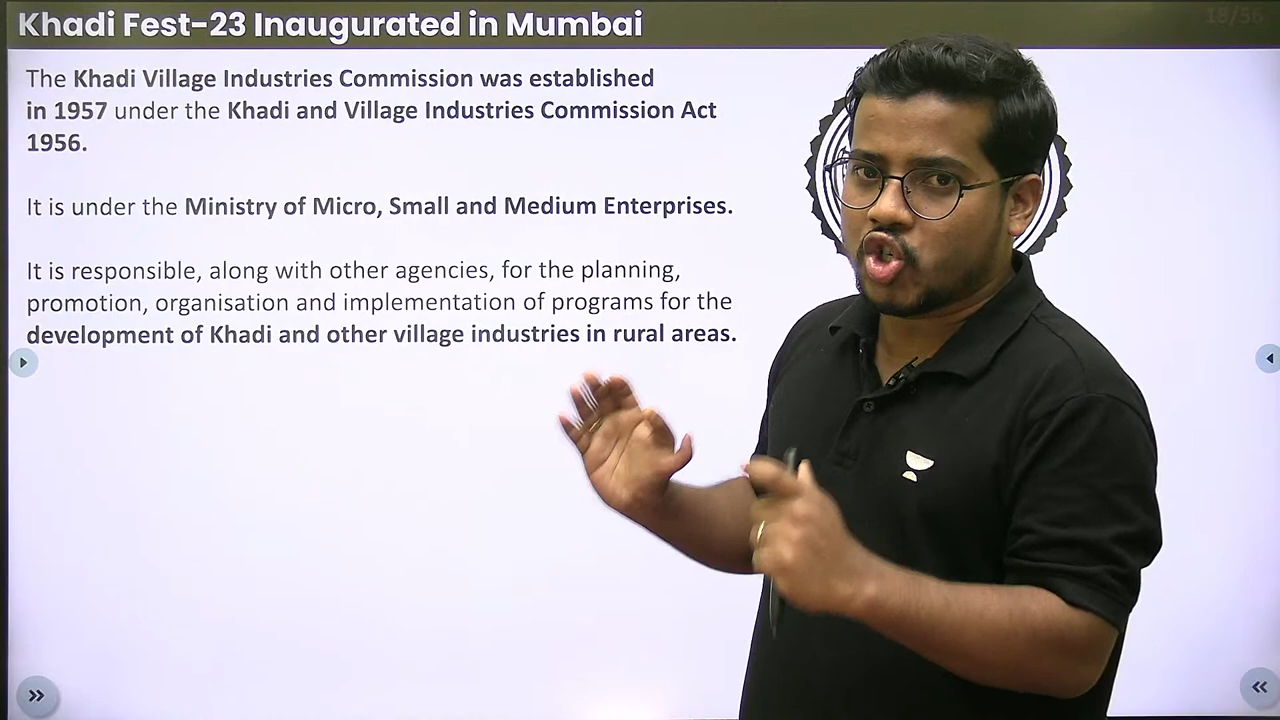 Khadi Fest-23 Inaugurated in Mumbai
18/56
The Khadi Village Industries Commission was established
in 1957 under the Khadi and Village Industries Commission Act
1956.
It is under the Ministry of Micro, Small and Medium Enterprises.
It is responsible, along with other agencies, for the planning,
promotion, organisation and implementation of programs for the
development of Khadi and other village industries in rural areas.